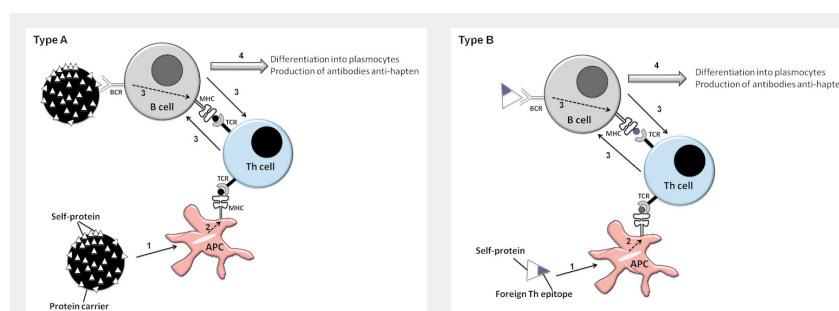 Type A
BCR
3
B cell
4
Differentiation into plasmocytes
Production of antibodies anti-hapten
MHC
3
TCR
3
Th cell
TCR
MHC
Self-protein
1
2
APC
Protein carrier
Type B
BCR
3
B cell
4
Differentiation into plasmocytes
Production of antibodies anti-hapte
MHC
3
TCR
3
Th cell
TCR
MHC
Self-protein
1
2
APC
Foreign Th epitope